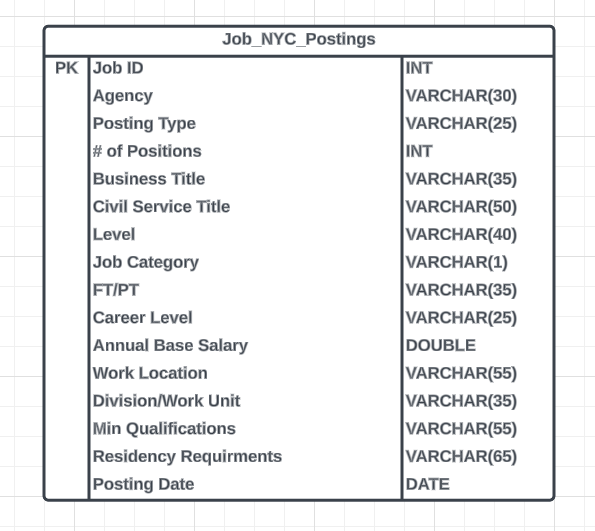 Job_NYC_Postings
PK Job ID INT
Agency VARCHAR(30)
Posting Type VARCHAR(25)
# of Positions INT
Business Title VARCHAR(35)
Civil Service Title VARCHAR(50)
Level VARCHAR(40)
Job Category VARCHAR(1)
FT/PT VARCHAR(35)
Career Level VARCHAR(25)
Annual Base Salary DOUBLE
Work Location VARCHAR(55)
Division/Work Unit VARCHAR(35)
Min Qualifications VARCHAR(55)
Residency Requirments VARCHAR(65)
Posting Date DATE